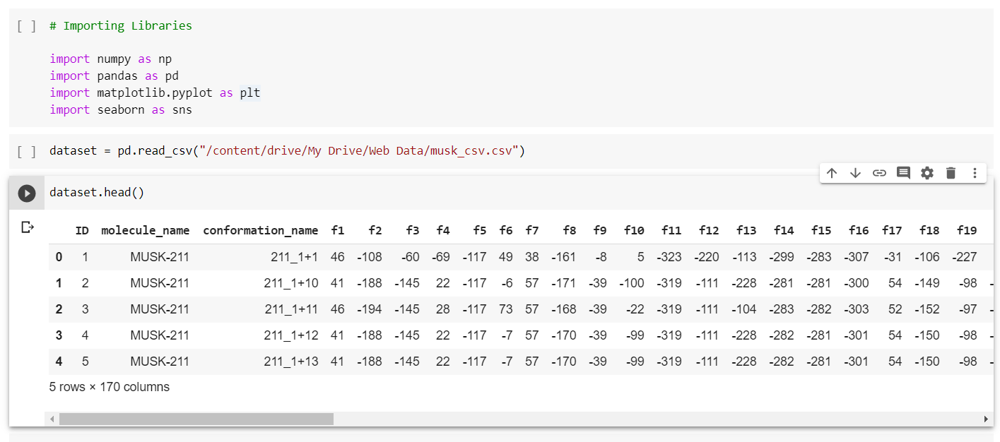 [ ] # Importing Libraries
import numpy as np
import pandas as pd
import matplotlib.pyplot as plt
import seaborn as sns
[ ] dataset = pd.read_csv("/content/drive/My Drive/Web Data/musk_csv.csv")
dataset.head()
ID molecule_name conformation_name f1 f2 f3 f4 f5 f6 f7 f8 f9 f10 f11 f12 f13 f14 f15 f16 f17 f18 f19
0 1 MUSK-211 211_1+1 46 -108 -60 -69 -117 49 38 -161 -8 5 -323 -220 -113 -299 -283 -307 -31 -106 -227
1 2 MUSK-211 211_1+10 41 -188 -145 22 -117 -6 57 -171 -39 -100 -319 -111 -228 -281 -281 -300 54 -149 -98 -
2 3 MUSK-211 211_1+11 46 -194 -145 28 -117 73 57 -168 -39 -22 -319 -111 -104 -283 -282 -303 52 -152 -97 -
3 4 MUSK-211 211_1+12 41 -188 -145 22 -117 -7 57 -170 -39 -99 -319 -111 -228 -282 -281 -301 54 -150 -98 -
4 5 MUSK-211 211_1+13 41 -188 -145 22 -117 -7 57 -170 -39 -99 -319 -111 -228 -282 -281 -301 54 -150 -98 -
5 rows × 170 columns